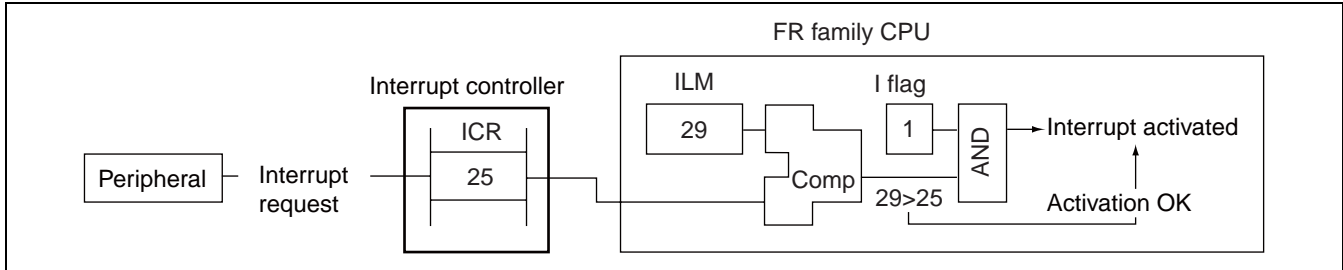 FR family CPU
Interrupt controller
ILM
I flag
ICR
29
1
AND
Interrupt activated
Peripheral
Interrupt
request
25
Comp
29>25
Activation OK